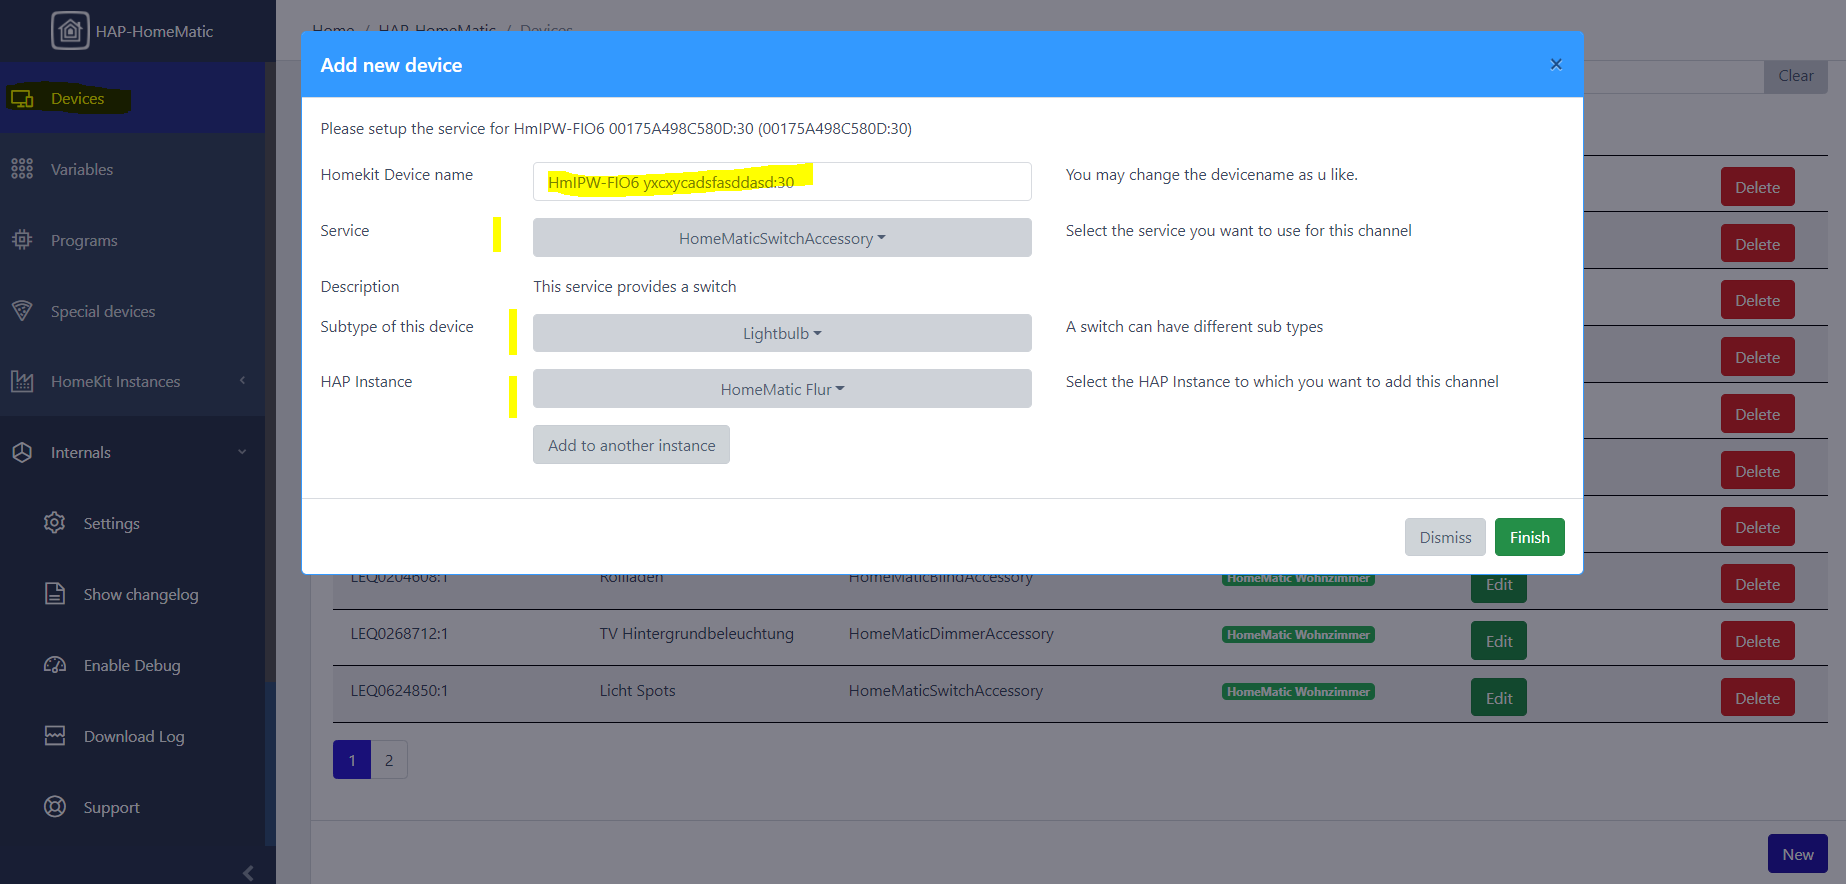 HAP-HomeMatic
Home / HAP-HomeMatic / Devices
Add new device
×
Clear
Devices
Please setup the service for HmIPW-FIO6 00175A498C580D:30 (00175A498C580D:30)
Variables
Homekit Device name
HmIPW-FIO6 yxcxycadsfasddasd:30
You may change the devicename as u like.
Delete
Service
HomeMaticSwitchAccessory
Select the service you want to use for this channel
Programs
Delete
Description
This service provides a switch
Delete
Special devices
Subtype of this device
Lightbulb
A switch can have different sub types
Delete
HomeKit Instances
HAP Instance
HomeMatic Flur
Select the HAP Instance to which you want to add this channel
Delete
Add to another instance
Internals
Delete
Settings
Dismiss
Finish
Delete
LEQ0204608:1
Rollladen
HomeMaticBlindAccessory
HomeMatic Wohnzimmer
Edit
Delete
Show changelog
LEQ0268712:1
TV Hintergrundbeleuchtung
HomeMaticDimmerAccessory
HomeMatic Wohnzimmer
Edit
Delete
Enable Debug
LEQ0624850:1
Licht Spots
HomeMaticSwitchAccessory
HomeMatic Wohnzimmer
Edit
Delete
Download Log
1
2
Support
New